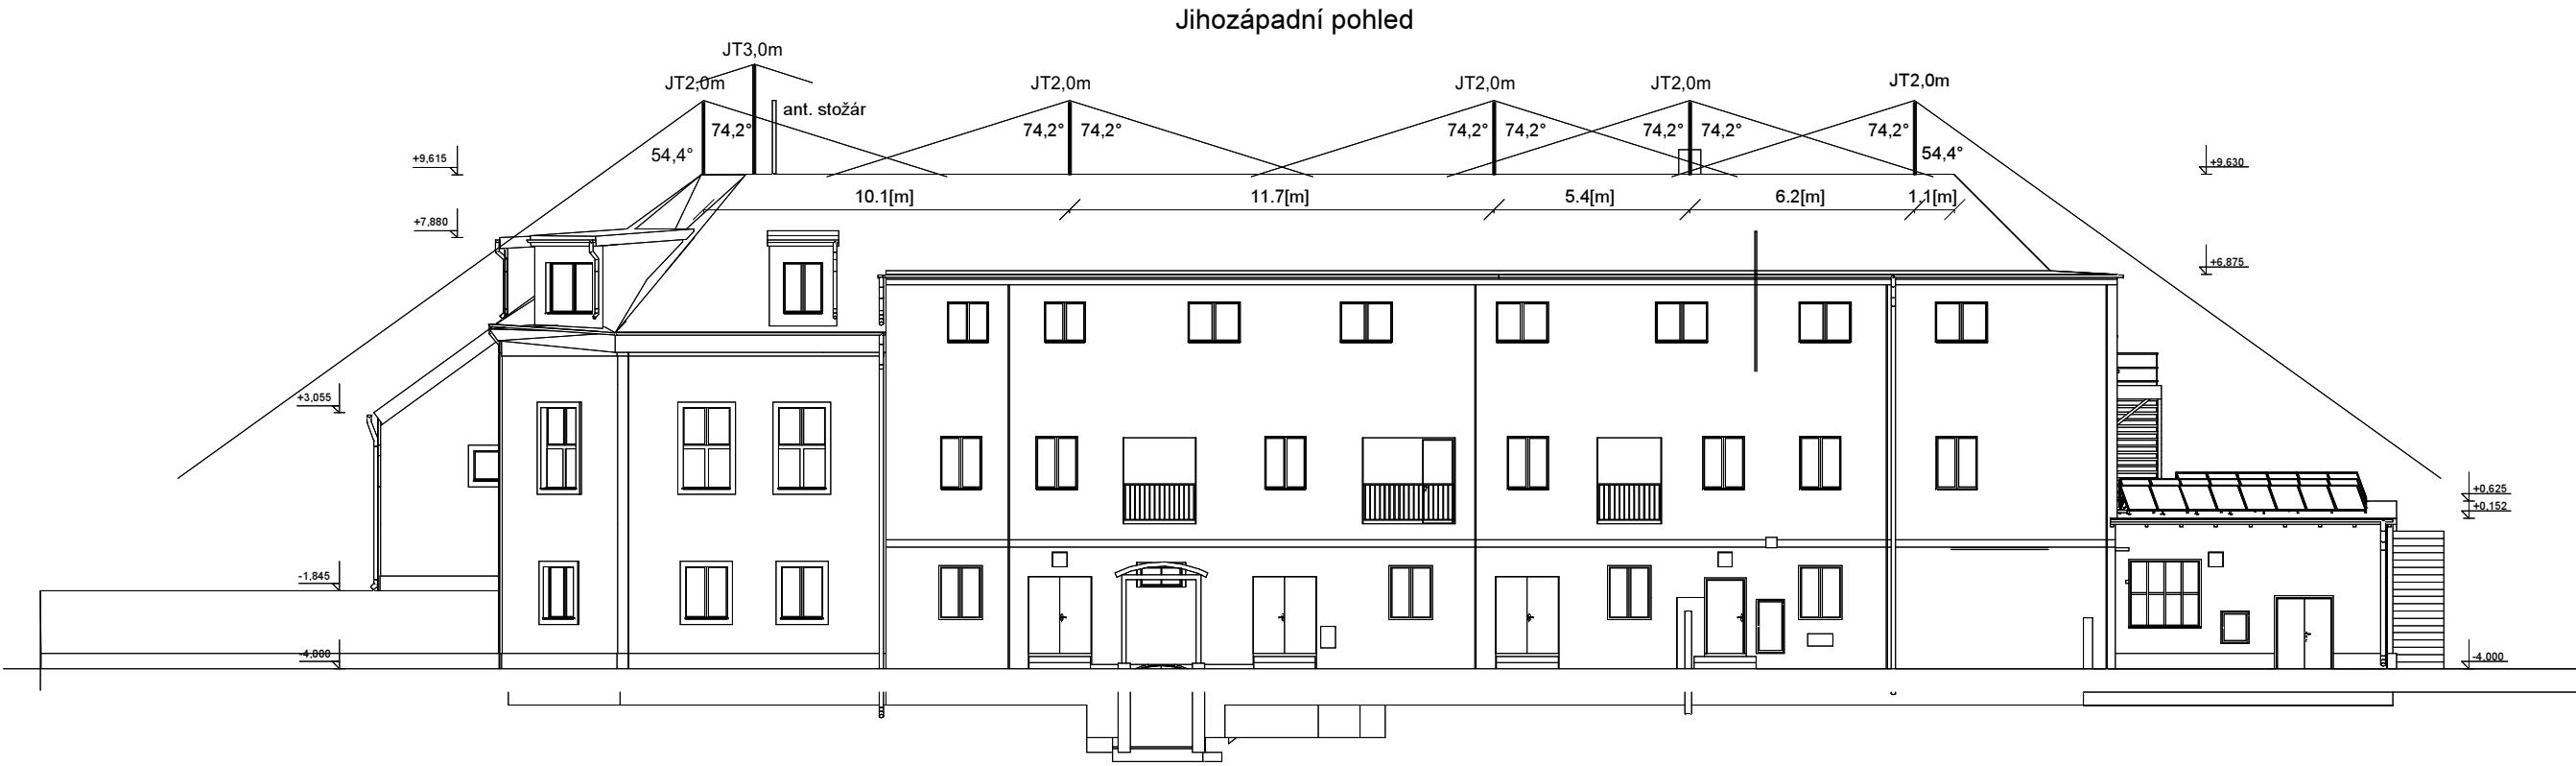 Jihozápadní pohled
JT3,0m
JT2,0m
JT2,0m
JT2,0m
JT2,0m
JT2,0m
ant. stožár
74,2°
74,2°
74,2°
74,2°
74,2°
74,2°
74,2°
74,2°
54,4°
54,4°
+9,615
+9.630
+7,880
10.1[m]
11.7[m]
5.4[m]
6.2[m]
1.1[m]
+6.875
+3,055
+0.625
+0.152
-1,845
-4,000
-4.000